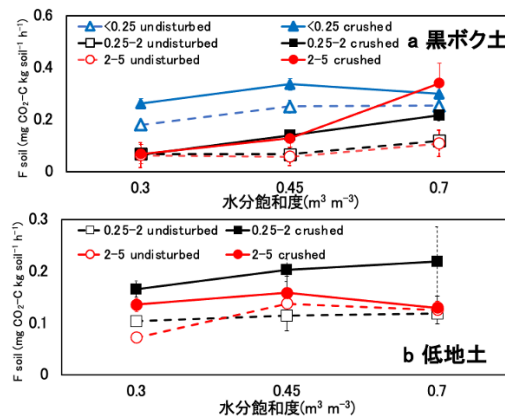 <0.25 undisturbed <0.25 crushed
0.25-2 undisturbed 0.25-2 crushed
2-5 undisturbed 2-5 crushed
a 黒ボク土
F soil (mg CO₂-C kg soil⁻¹ h⁻¹)
0.6
0.4
0.2
0
0.3 0.45 0.7
水分飽和度(m³ m⁻³)
0.25-2 undisturbed 0.25-2 crushed
2-5 undisturbed 2-5 crushed
F soil (mg CO₂-C kg soil⁻¹ h⁻¹)
0.3
0.2
0.1
0
b 低地土
0.3 0.45 0.7
水分飽和度(m³ m⁻³)